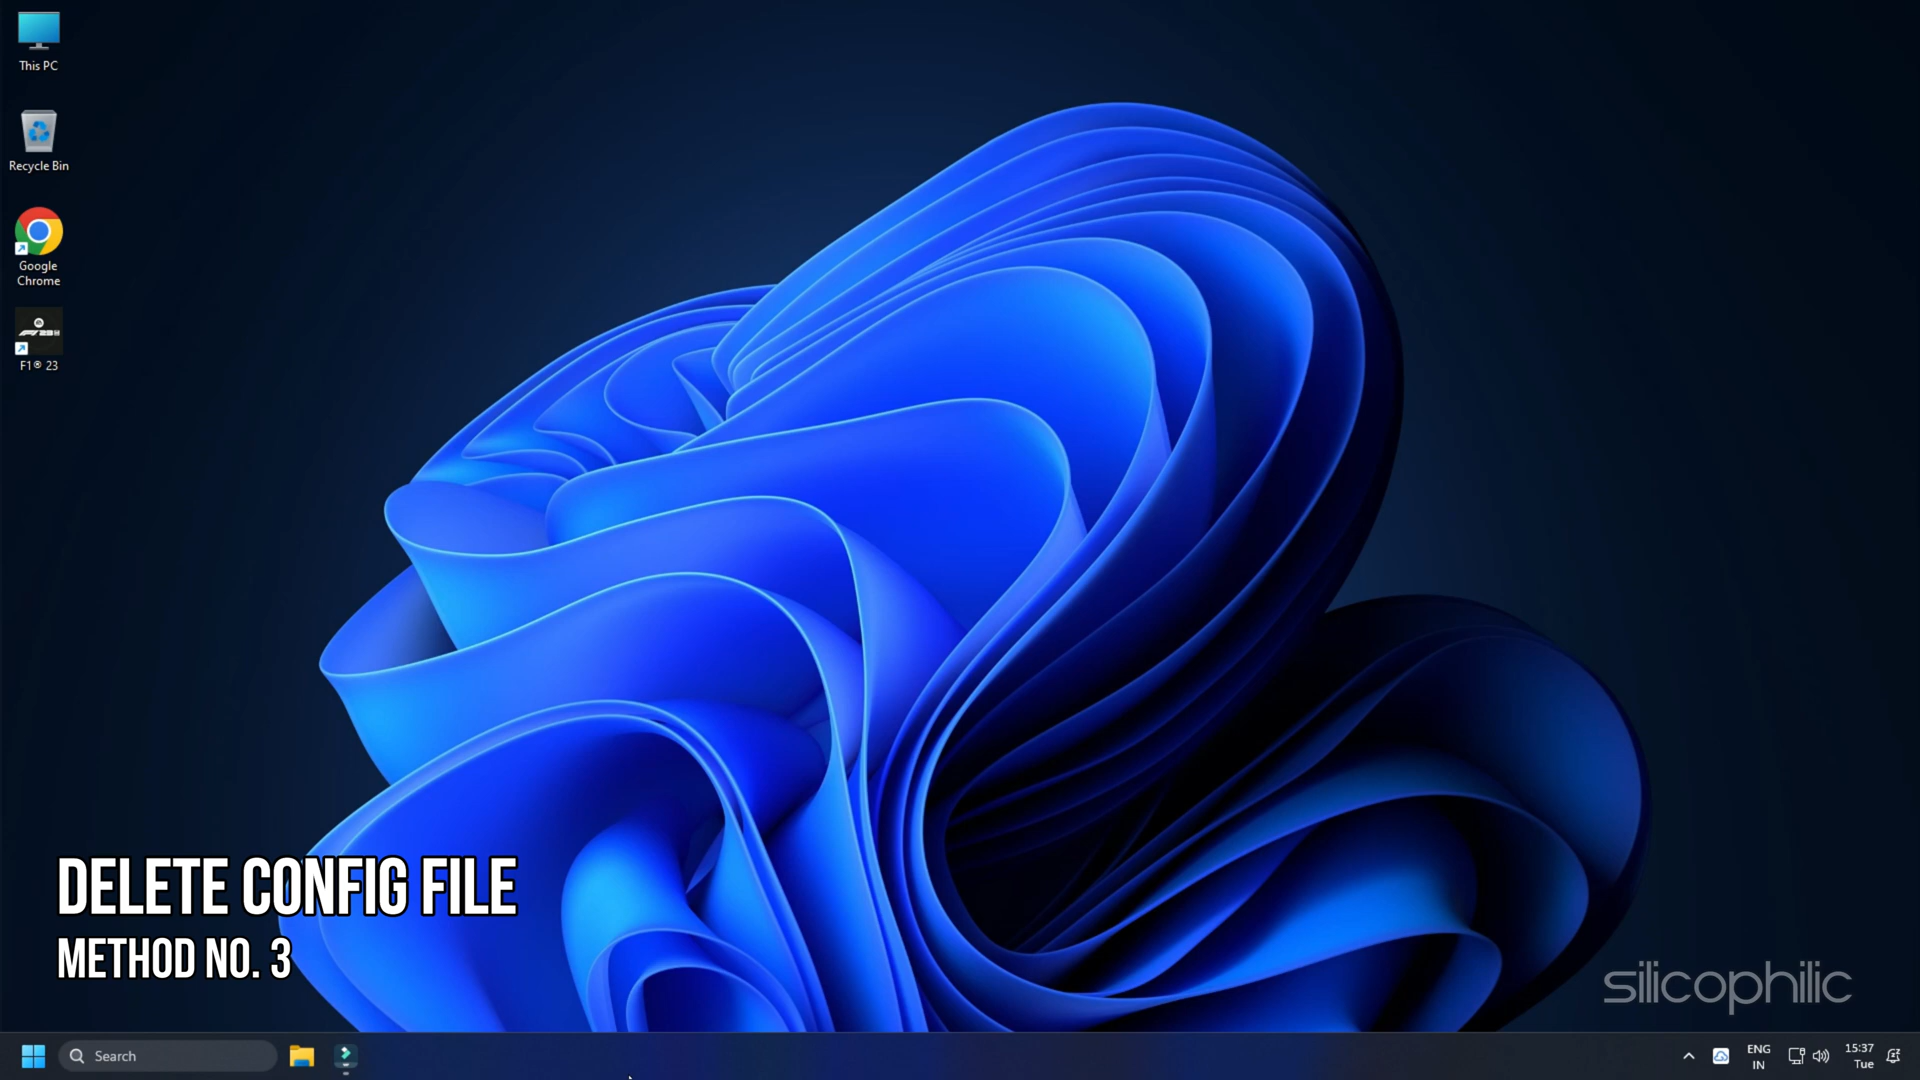 This PC
Recycle Bin
Google
Chrome
F1® 23
DELETE CONFIG FILE
METHOD NO. 3
silicophilic
Search
ENG
IN
15:37
Tue